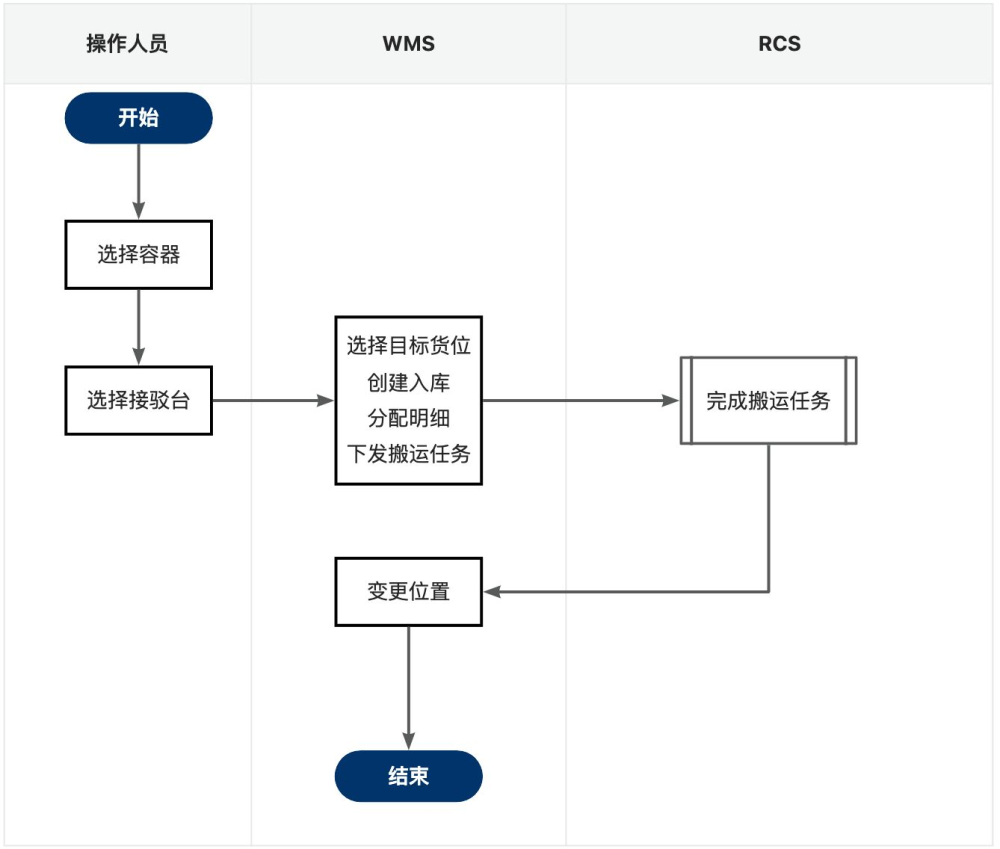 操作人员
WMS
RCS
开始
选择容器
选择接驳台
选择目标货位
创建入库
分配明细
下发搬运任务
完成搬运任务
变更位置
结束